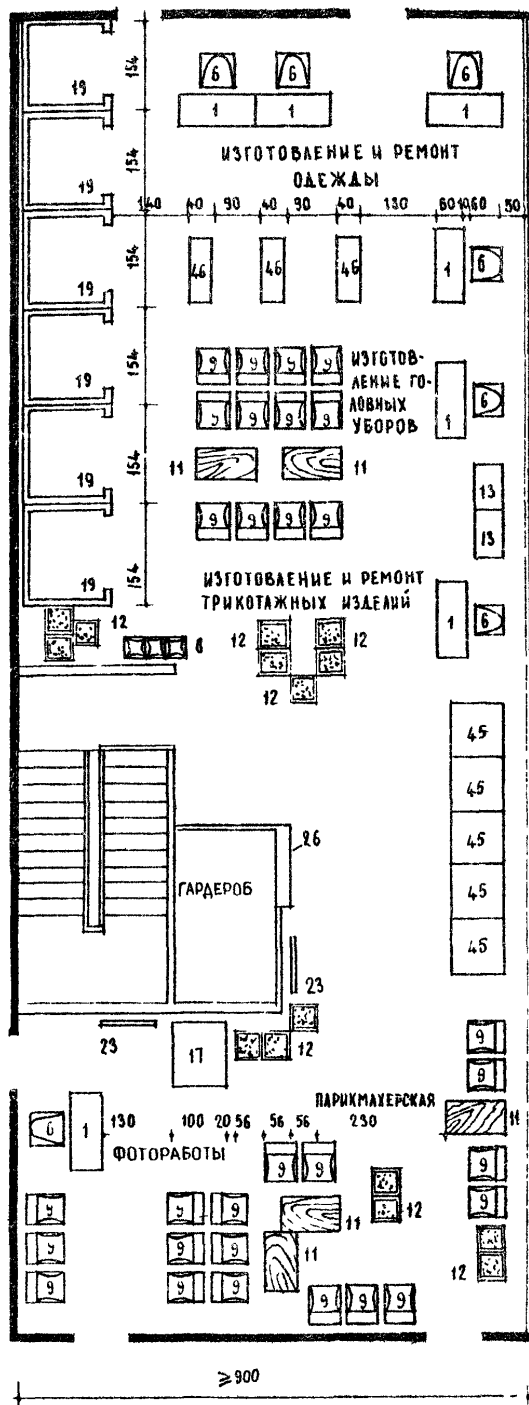 6 6 6
154 19 1 1 1
ИЗГОТОВЛЕНИЕ И РЕМОНТ
ОДЕЖДЫ
154 19
140 40 90 40 90 40 130 60 10 60 50
154 19 46 46 46 1 6
9 9 9 9
9 9 9 9
ИЗГОТОВ-
ЛЕНИЕ ГО-
ЛОВНЫХ
УБОРОВ
154 19 1 6
11 11
154 19 13
9 9 9 9 13
ИЗГОТОВЛЕНИЕ И РЕМОНТ
ТРИКОТАЖНЫХ ИЗДЕЛИЙ
154 19 1 6
12 8 12 12
12
45
45
26
45
ГАРДЕРОБ
45
45
23
23 17 12
9
9
ПАРИКМАХЕРСКАЯ
11
6 1 130 100 20 56 56 56 230
ФОТОРАБОТЫ
9 9 9
9 9 9 11 12 9
9 9 9 11
9 9 9 12
9 9 9
≥900